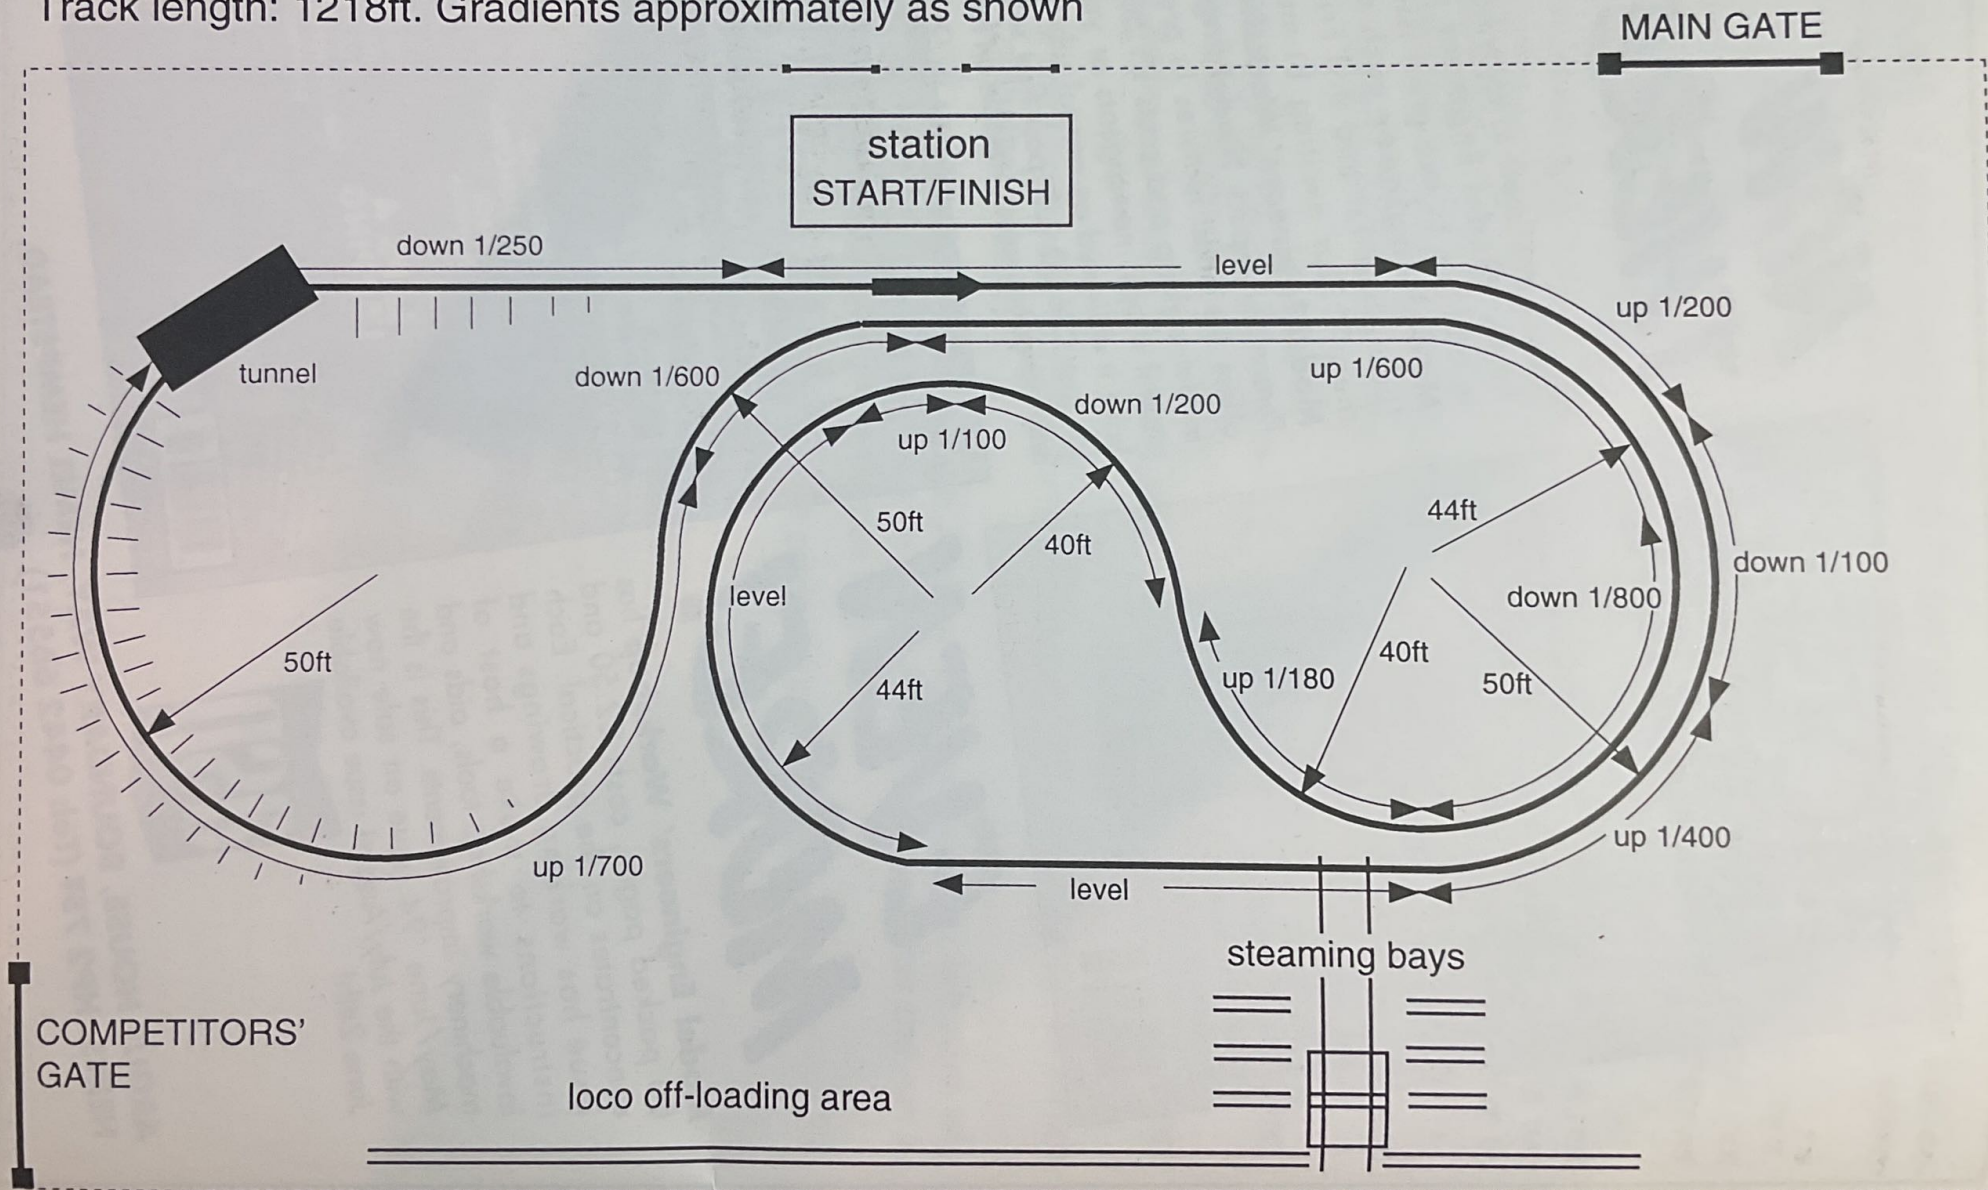 Track length: 1218ft. Gradients approximately as shown
MAIN GATE
station
START/FINISH
down 1/250
level
up 1/200
tunnel
down 1/600
up 1/600
down 1/200
up 1/100
50ft
40ft
44ft
down 1/100
level
down 1/800
50ft
44ft
up 1/180
40ft
50ft
up 1/700
up 1/400
level
steaming bays
COMPETITORS'
GATE
loco off-loading area